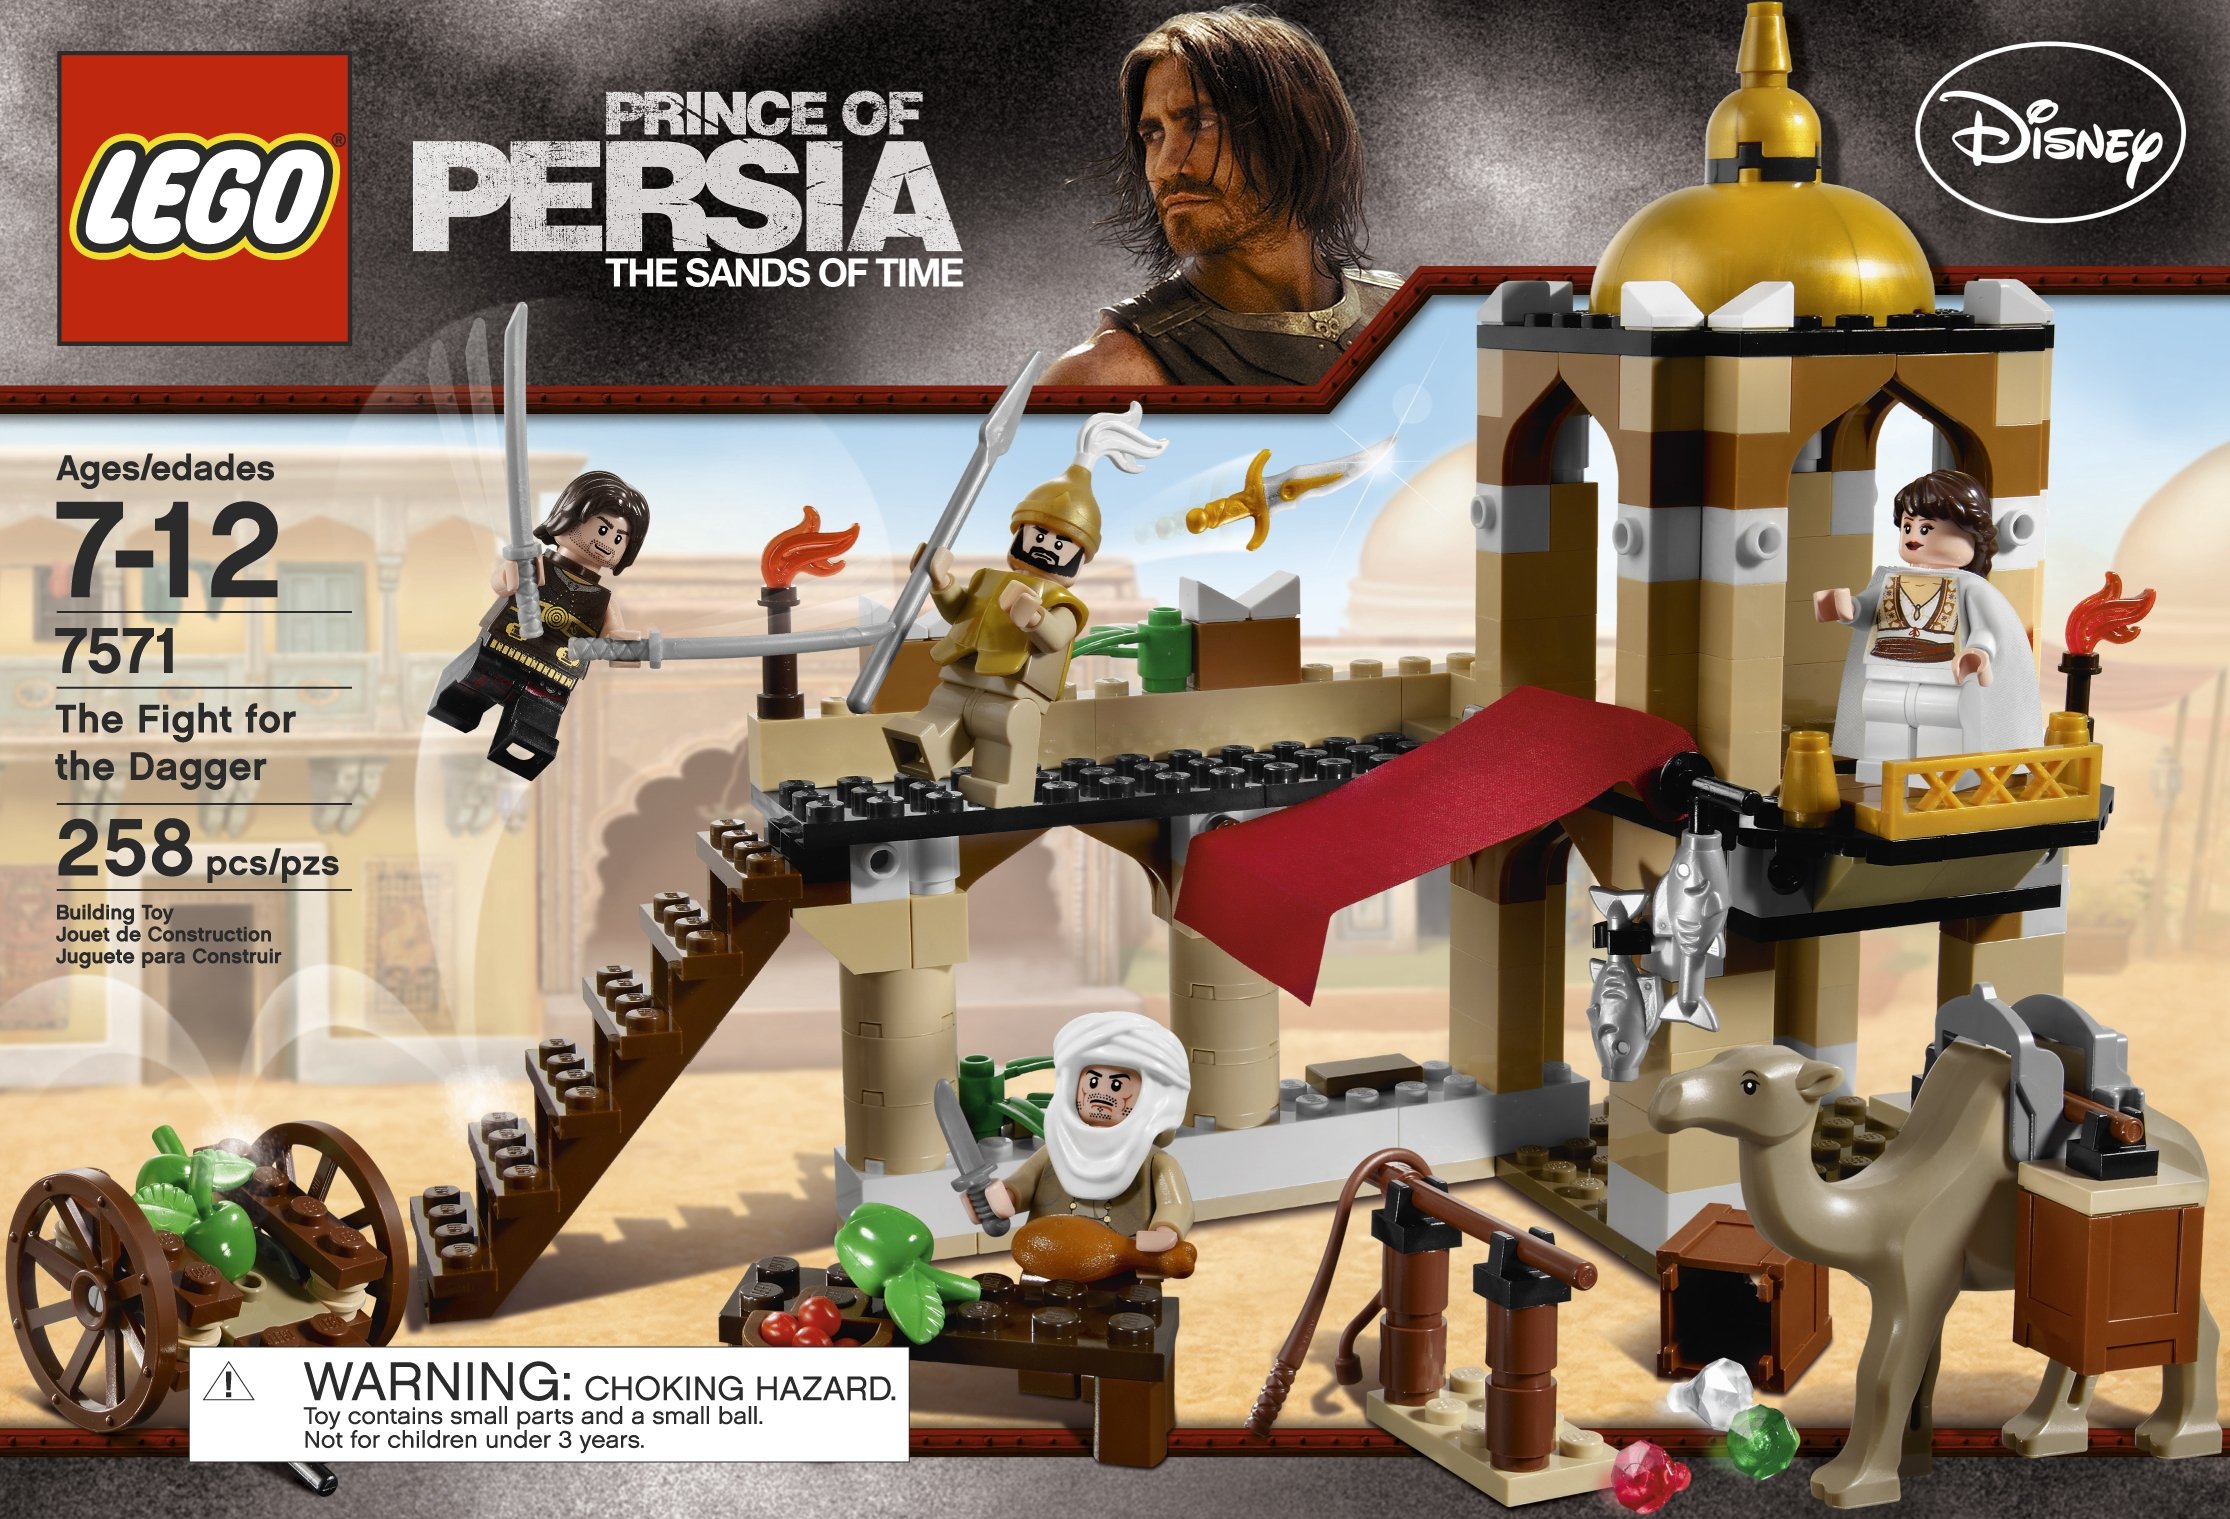 LEGO®
PRINCE OF
PERSIA
THE SANDS OF TIME
DISNEY
Ages/edades
7-12
7571
The Fight for
the Dagger
258 pcs/pzs
Building Toy
Jouet de Construction
Juguete para Construir
WARNING: CHOKING HAZARD.
Toy contains small parts and a small ball.
Not for children under 3 years.